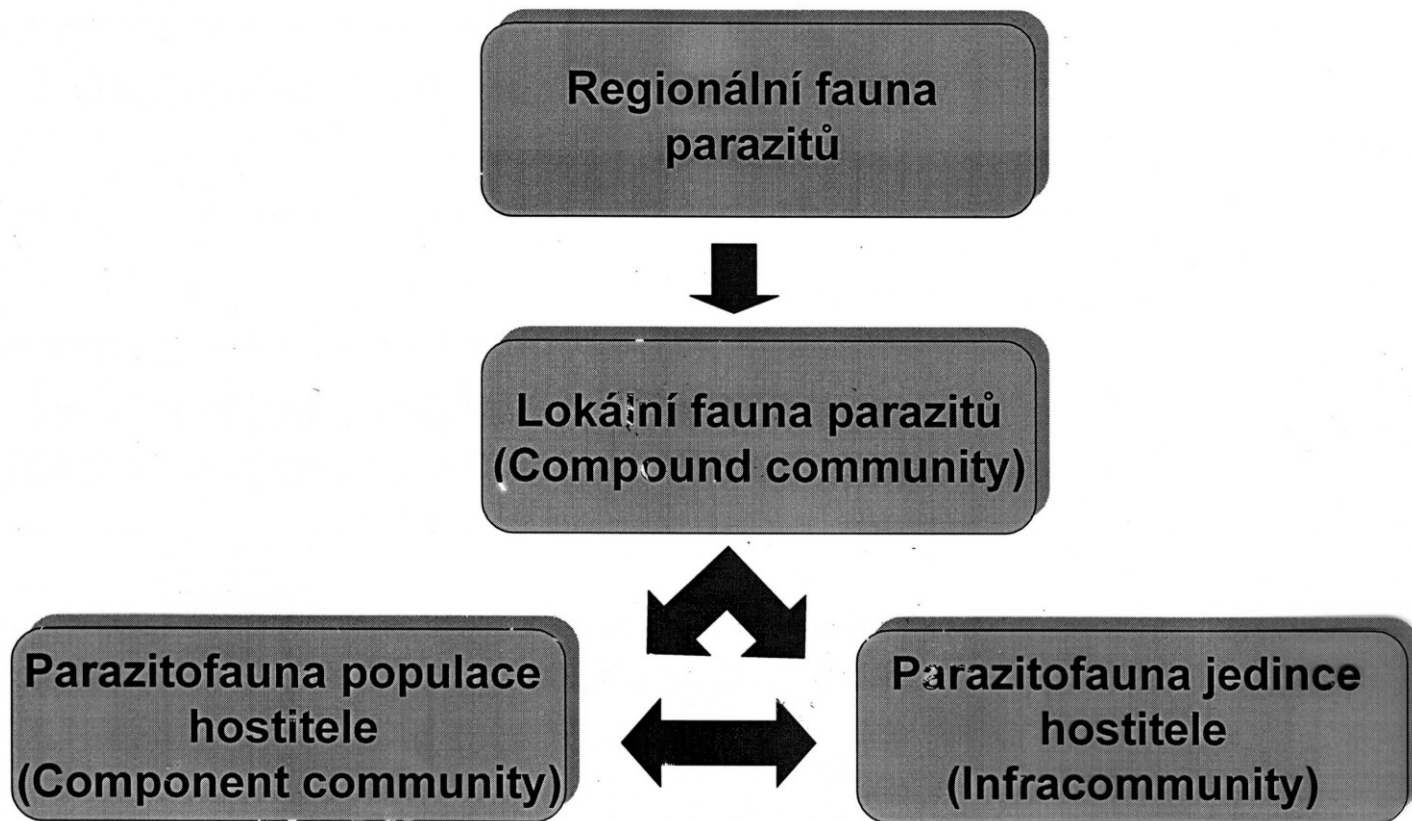 Regionální fauna
parazitů
Lokální fauna parazitů
(Compound community)
Parazitofauna populace
hostitele
(Component community)
Parazitofauna jedince
hostitele
(Infracommunity)